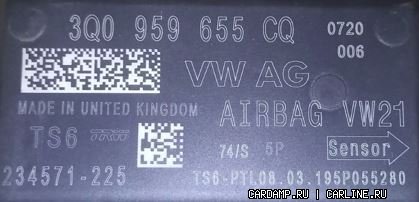 3Q0 959 655 CQ 0720
006
VW AG
MADE IN UNITED KINGDOM
AIRBAG VW21
TS6 TRW
74/S 5P Sensor
234571-225
TS6-PTL08.03.195P055280
CARDAMP.RU | CARLINE.RU